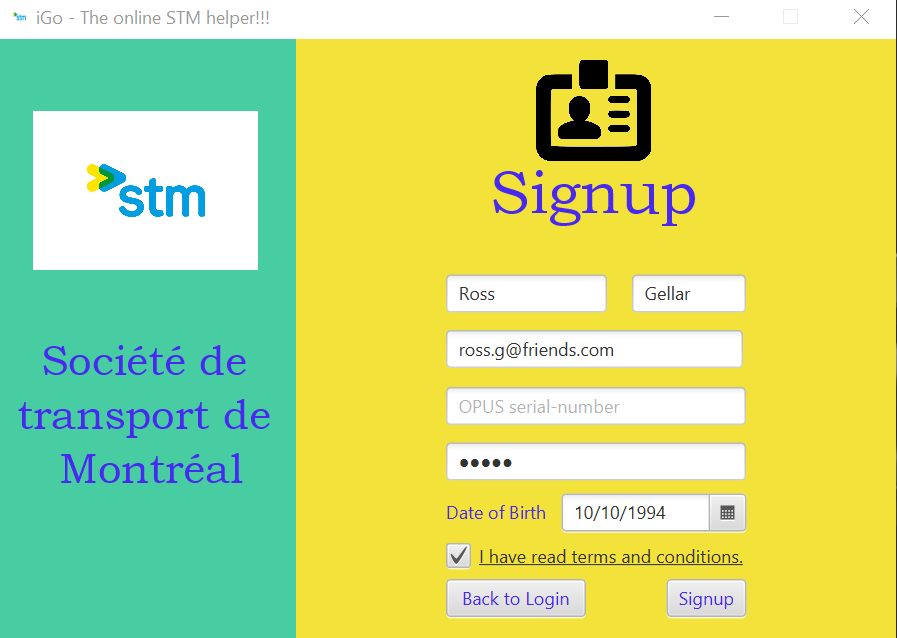 iGo - The online STM helper!!!
stm
Société de
transport de
Montréal
Signup
Ross Gellar
ross.g@friends.com
OPUS serial-number
●●●●●
Date of Birth 10/10/1994
I have read terms and conditions.
Back to Login Signup